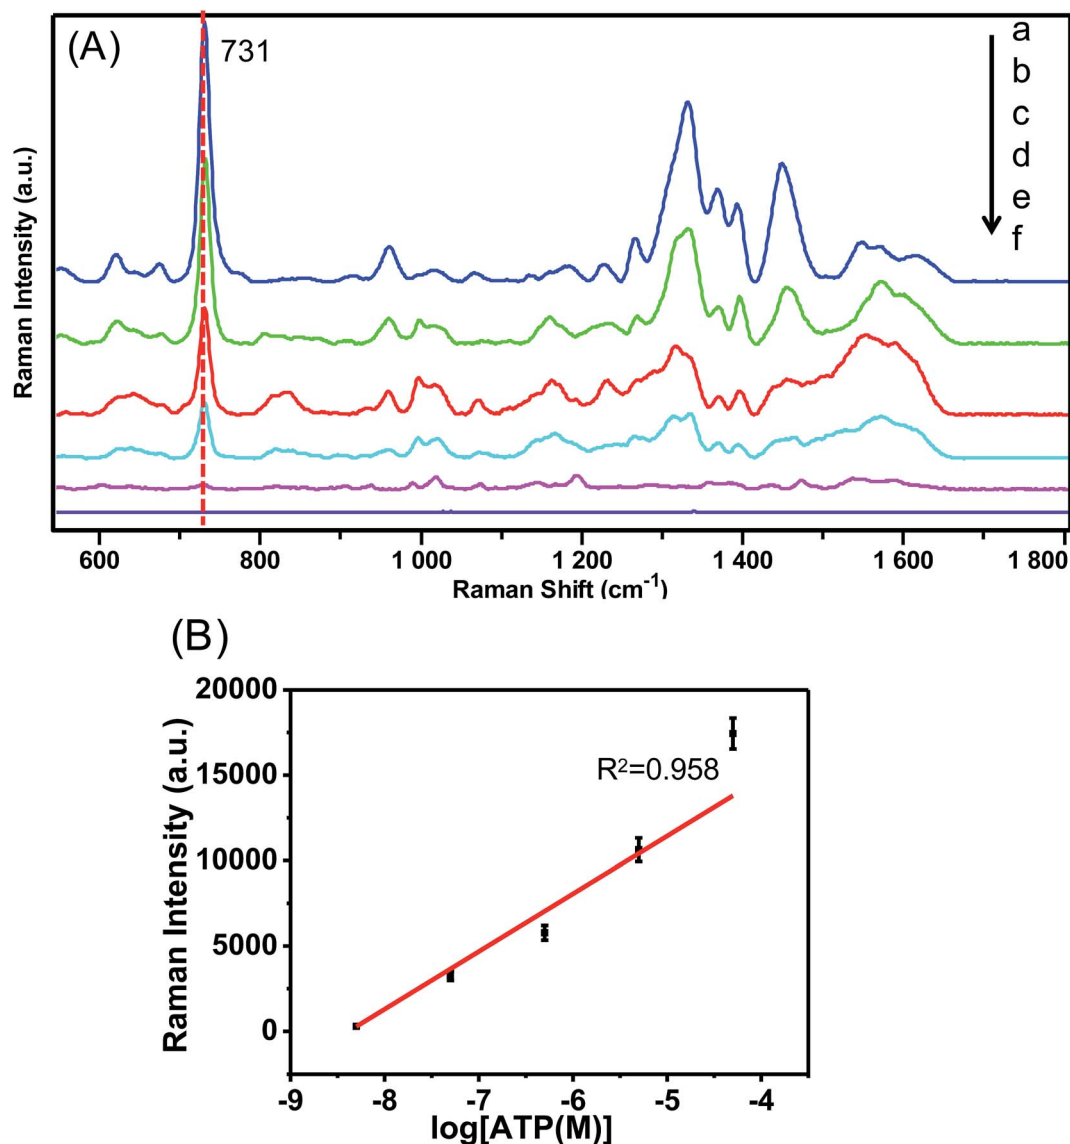 (A)
731
a
b
c
d
e
f
Raman Intensity (a.u.)
600 800 1 000 1 200 1 400 1 600 1 800
Raman Shift (cm⁻¹)
(B)
20000
15000
10000
5000
0
R²=0.958
Raman Intensity (a.u.)
-9 -8 -7 -6 -5 -4
log[ATP(M)]